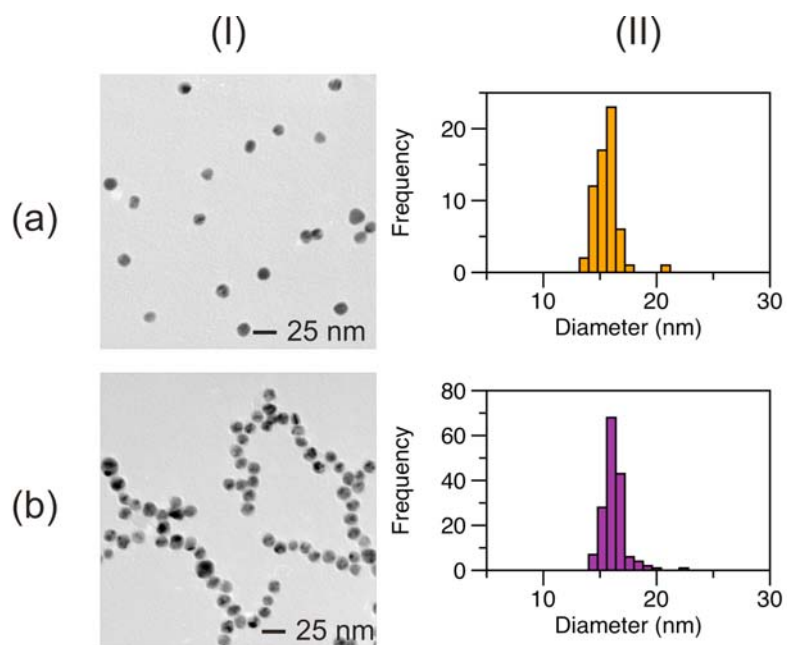 (I)
(II)
(a)
25 nm
Frequency
20
10
0
10
20
30
Diameter (nm)
(b)
25 nm
Frequency
80
60
40
20
0
10
20
30
Diameter (nm)